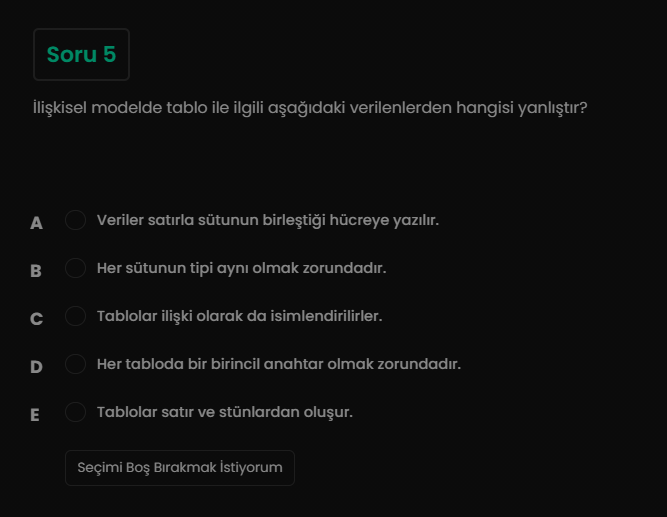 Soru 5
İlişkisel modelde tablo ile ilgili aşağıdaki verilenlerden hangisi yanlıştır?
A Veriler satırla sütunun birleştiği hücreye yazılır.
B Her sütunun tipi aynı olmak zorundadır.
C Tablolar ilişki olarak da isimlendirilirler.
D Her tabloda bir birincil anahtar olmak zorundadır.
E Tablolar satır ve stünlardan oluşur.
Seçimi Boş Bırakmak İstiyorum